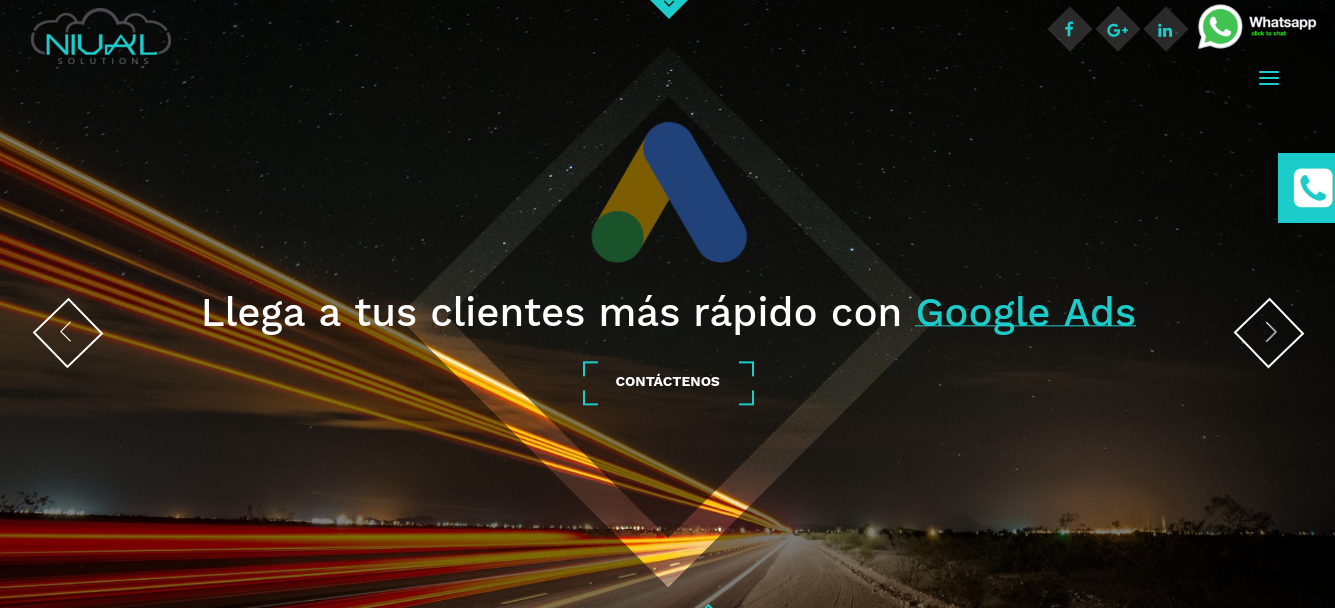 NIUAL
SOLUTIONS
f
G+
in
Whatsapp
click to chat
Llega a tus clientes más rápido con Google Ads
CONTÁCTENOS